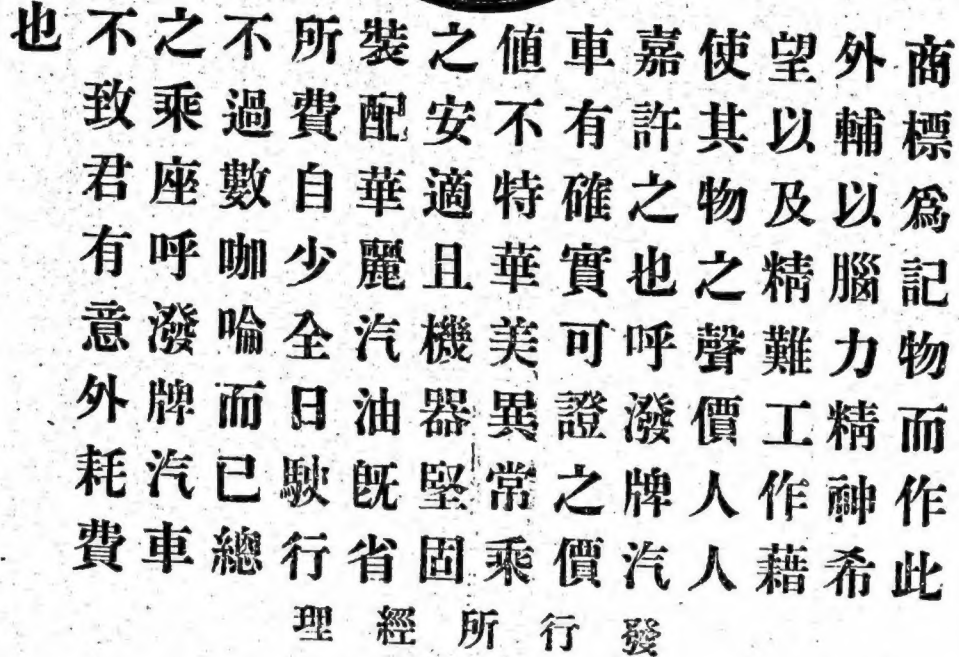 商標爲記物而作此
外輔以腦力精神希
望以及精難工作藉
使其物之聲價人人
嘉許之也呼潑牌汽
車有確實可證之價
值不特華美異常乘
之安適且機器堅固
裝配華麗汽油旣省
所費自少全日駛行
不過數咖喻而已總
之乘座呼潑牌汽車
不致君有意外耗費
也
發行所經理